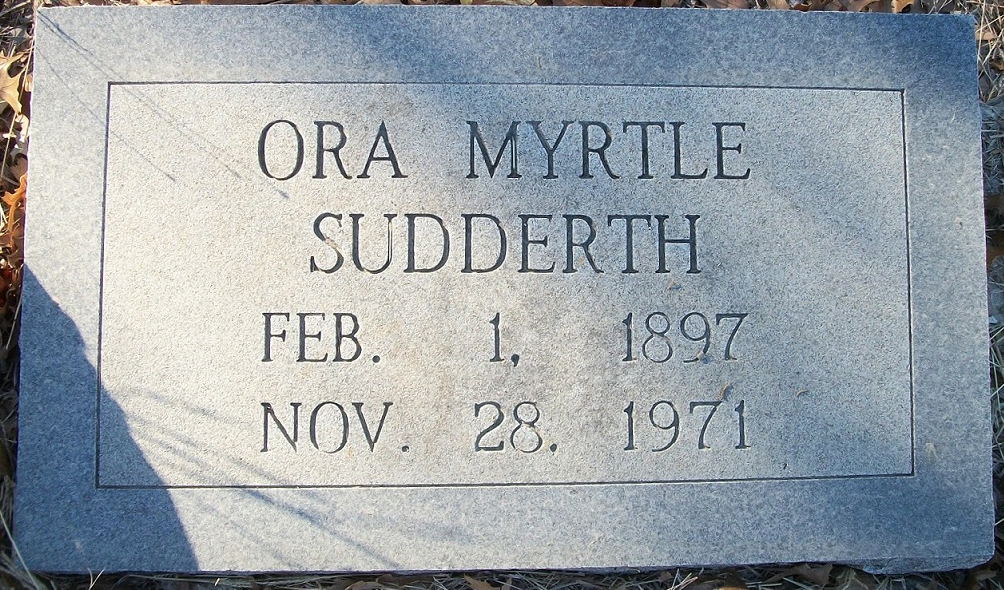 ORA MYRTLE
SUDDERTH
FEB. 1, 1897
NOV. 28. 1971